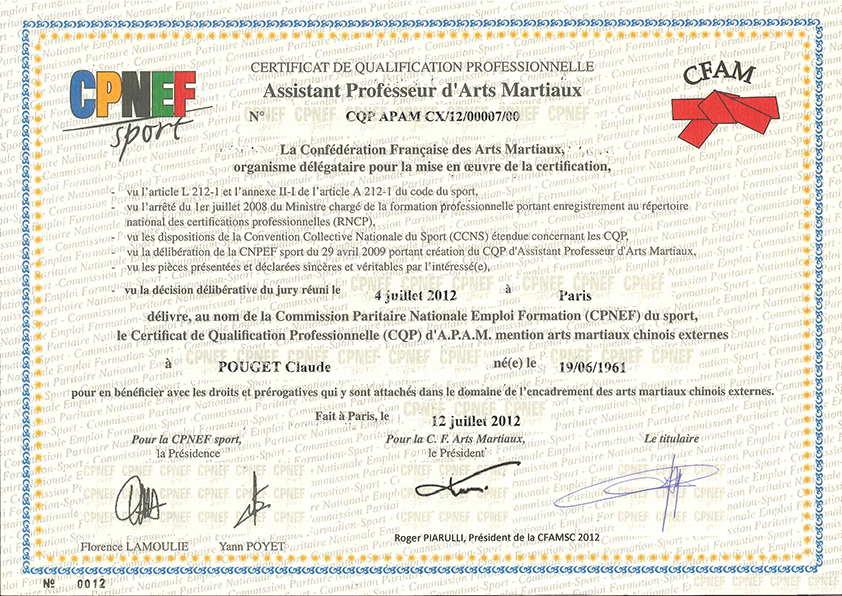 CERTIFICAT DE QUALIFICATION PROFESSIONNELLE
CPNEF
sport
CFAM
Assistant Professeur d'Arts Martiaux
N° CQP APAM CX/12/00007/00
La Confédération Française des Arts Martiaux,
organisme délégataire pour la mise en œuvre de la certification,
- vu l'article L 212-1 et l'annexe II-I de l'article A 212-1 du code du sport,
- vu l'arrêté du 1er juillet 2008 du Ministre chargé de la formation professionnelle portant enregistrement au répertoire
national des certifications professionnelles (RNCP),
- vu les dispositions de la Convention Collective Nationale du Sport (CCNS) étendue concernant les CQP,
- vu la délibération de la CNPEF sport du 29 avril 2009 portant création du CQP d'Assistant Professeur d'Arts Martiaux,
- vu les pièces présentées et déclarées sincères et véritables par l'intéressé(e),
- vu la décision délibérative du jury réuni le 4 juillet 2012 à Paris
délivre, au nom de la Commission Paritaire Nationale Emploi Formation (CPNEF) du sport,
le Certificat de Qualification Professionnelle (CQP) d'A.P.A.M. mention arts martiaux chinois externes
à POUGET Claude né(e) le 19/06/1961
pour en bénéficier avec les droits et prérogatives qui y sont attachés dans le domaine de l'encadrement des arts martiaux chinois externes.
Fait à Paris, le 12 juillet 2012
Pour la CPNEF sport, Pour la C. F. Arts Martiaux, Le titulaire
la Présidence le Président
Florence LAMOULIE Yann POYET Roger PIARULLI, Président de la CFAMSC 2012
№ 0012